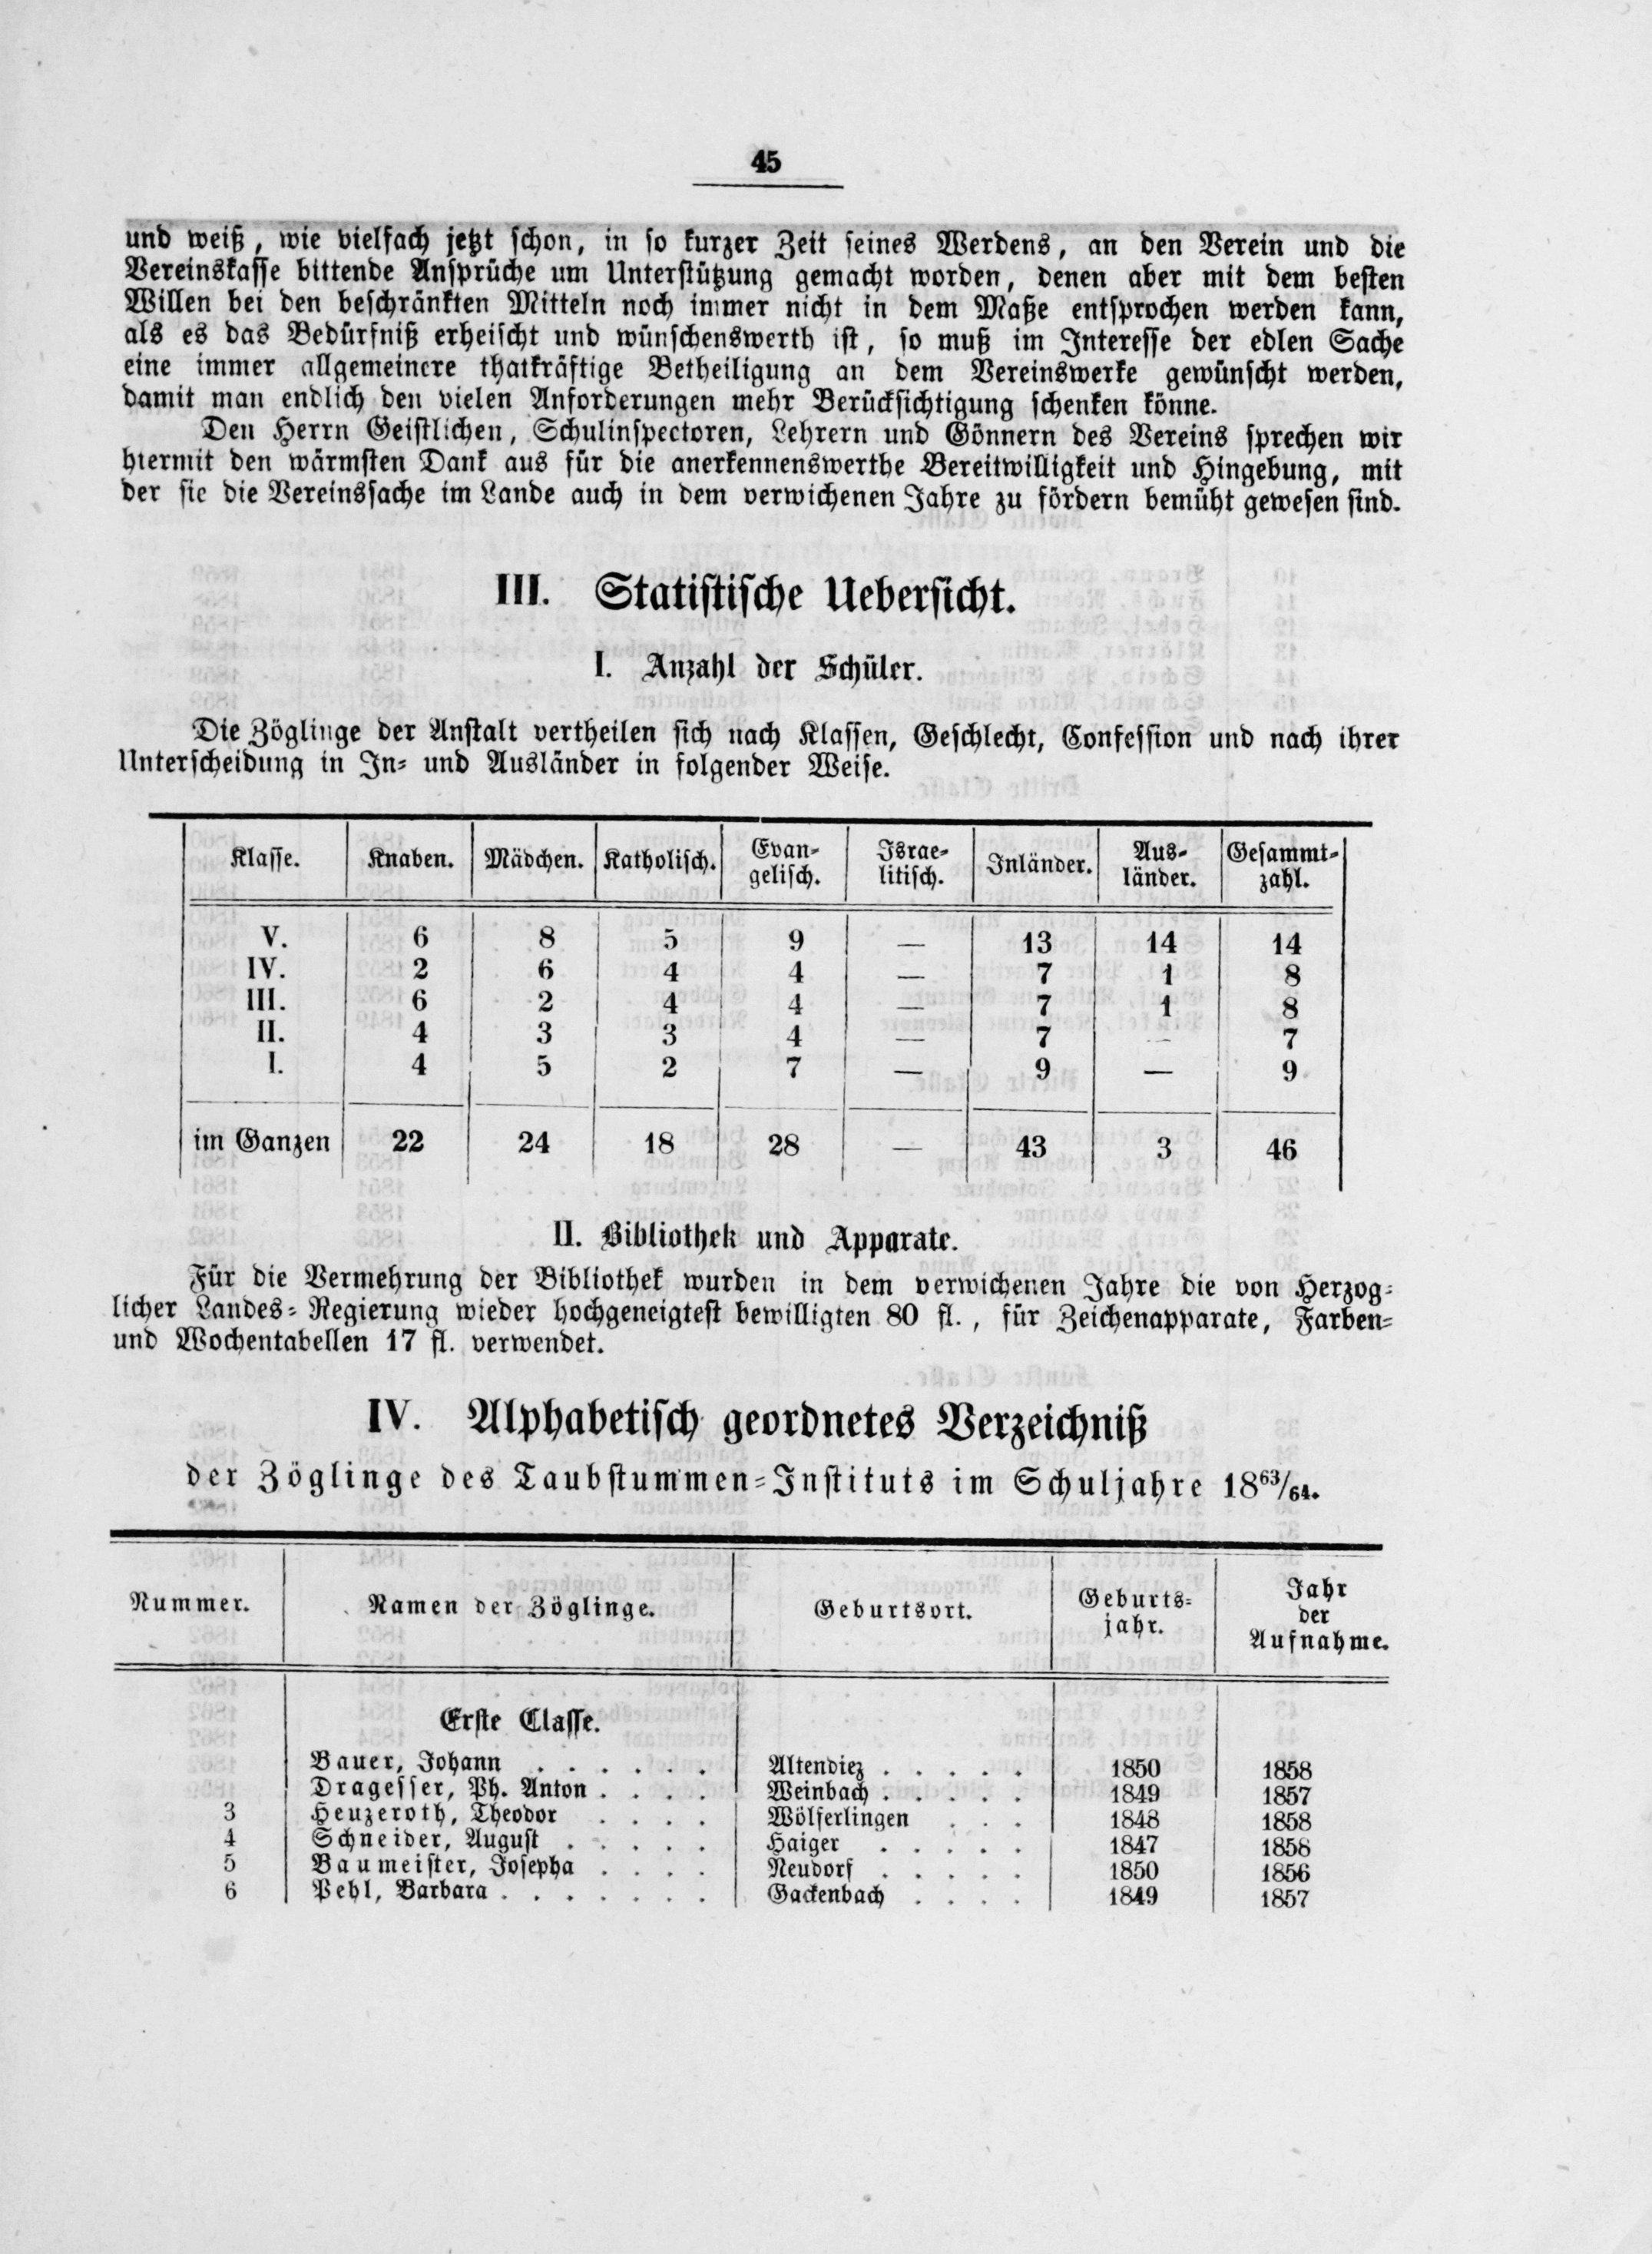 45
und weiß, wie vielfach jetzt schon, in so kurzer Zeit seines Werdens, an den Verein und die
Vereinskasse bittende Ansprüche um Unterstützung gemacht worden, denen aber mit dem besten
Willen bei den beschränkten Mitteln noch immer nicht in dem Maße entsprochen werden kann,
als es das Bedürfniß erheischt und wünschenswerth ist, so muß im Interesse der edlen Sache
eine immer allgemeinere thatkräftige Betheiligung an dem Vereinswerke gewünscht werden,
damit man endlich den vielen Anforderungen mehr Berücksichtigung schenken könne.
Den Herrn Geistlichen, Schulinspectoren, Lehrern und Gönnern des Vereins sprechen wir
hiermit den wärmsten Dank aus für die anerkennenswerthe Bereitwilligkeit und Hingebung, mit
der sie die Vereinssache im Lande auch in dem verwichenen Jahre zu fördern bemüht gewesen sind.
III. Statistische Uebersicht.
I. Anzahl der Schüler.
Die Zöglinge der Anstalt vertheilen sich nach Klassen, Geschlecht, Confession und nach ihrer
Unterscheidung in In- und Ausländer in folgender Weise.
Klasse. Knaben. Mädchen. Katholisch. Evan-gelisch. Israe-litisch. Inländer. Aus-länder. Gesammt-zahl.
V. 6 8 5 9 — 13 14 14
IV. 2 6 4 4 — 7 1 8
III. 6 2 4 4 — 7 1 8
II. 4 3 3 4 — 7 — 7
I. 4 5 2 7 — 9 — 9
im Ganzen 22 24 18 28 — 43 3 46
II. Bibliothek und Apparate.
Für die Vermehrung der Bibliothek wurden in dem verwichenen Jahre die von Herzog-
licher Landes-Regierung wieder hochgeneigtest bewilligten 80 fl., für Zeichenapparate, Farben-
und Wochentabellen 17 fl. verwendet.
IV. Alphabetisch geordnetes Verzeichniß
der Zöglinge des Taubstummen-Instituts im Schuljahre 18⁶³/₆₄.
Nummer. Namen der Zöglinge. Geburtsort. Geburts-jahr. Jahr der Aufnahme.
Erste Classe.
Bauer, Johann . . . . . . Altendiez . . . . . 1850 1858
Dragesser, Ph. Anton . . . . Weinbach . . . . . 1849 1857
3 Heuzeroth, Theodor . . . . Wölferlingen . . . 1848 1858
4 Schneider, August . . . . . Haiger . . . . . 1847 1858
5 Baumeister, Josepha . . . . Neudorf . . . . . 1850 1856
6 Pehl, Barbara . . . . . . . Gackenbach . . . . 1849 1857